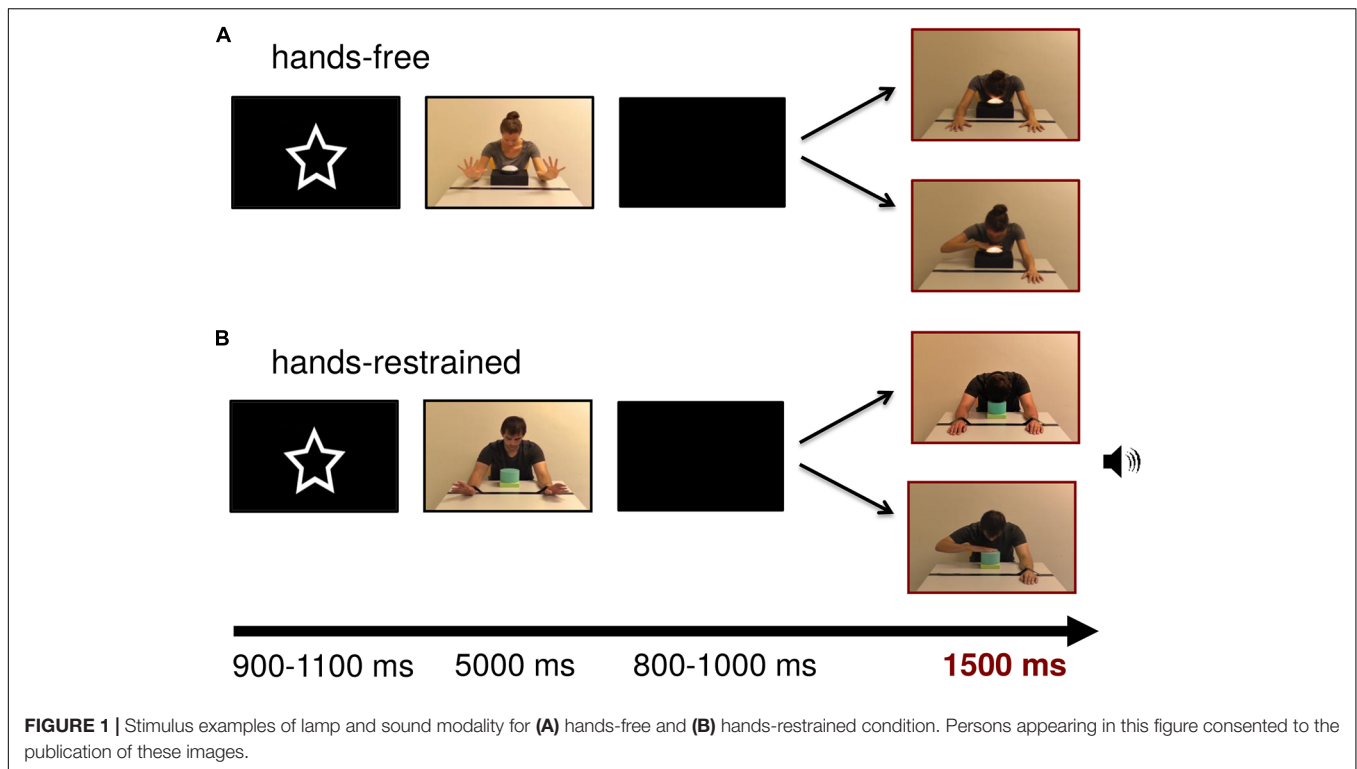 A
hands-free
B
hands-restrained
900-1100 ms 5000 ms 800-1000 ms 1500 ms
FIGURE 1 | Stimulus examples of lamp and sound modality for (A) hands-free and (B) hands-restrained condition. Persons appearing in this figure consented to the
publication of these images.